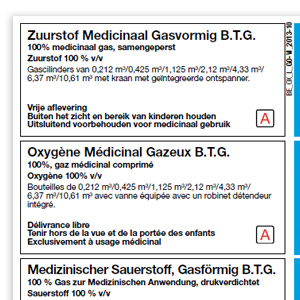 Zuurstof Medicinaal Gasvormig B.T.G.
100% medicinaal gas, samengeperst
Zuurstof 100% v/v
Gascilinders van 0,212 m³/0,425 m³/1,125 m³/2,12 m³/4,33 m³/
6,37 m³/10,61 m³ met kraan met geïntegreerde ontspanner.
Vrije aflevering
Buiten het zicht en bereik van kinderen houden
Uitsluitend voorbehouden voor medicinaal gebruik
A
Oxygène Médicinal Gazeux B.T.G.
100%, gaz médicinal comprimé
Oxygène 100% v/v
Bouteilles de 0,212 m³/0,425 m³/1,125 m³/2,12 m³/4,33 m³/
6,37 m³/10,61 m³ avec vanne équipée avec un robinet détendeur
intégré.
Délivrance libre
Tenir hors de la vue et de la portée des enfants
Exclusivement à usage médicinal
A
Medizinischer Sauerstoff, Gasförmig B.T.G.
100 % Gas zur Medizinischen Anwendung, drukverdichtet
Sauerstoff 100 % v/v